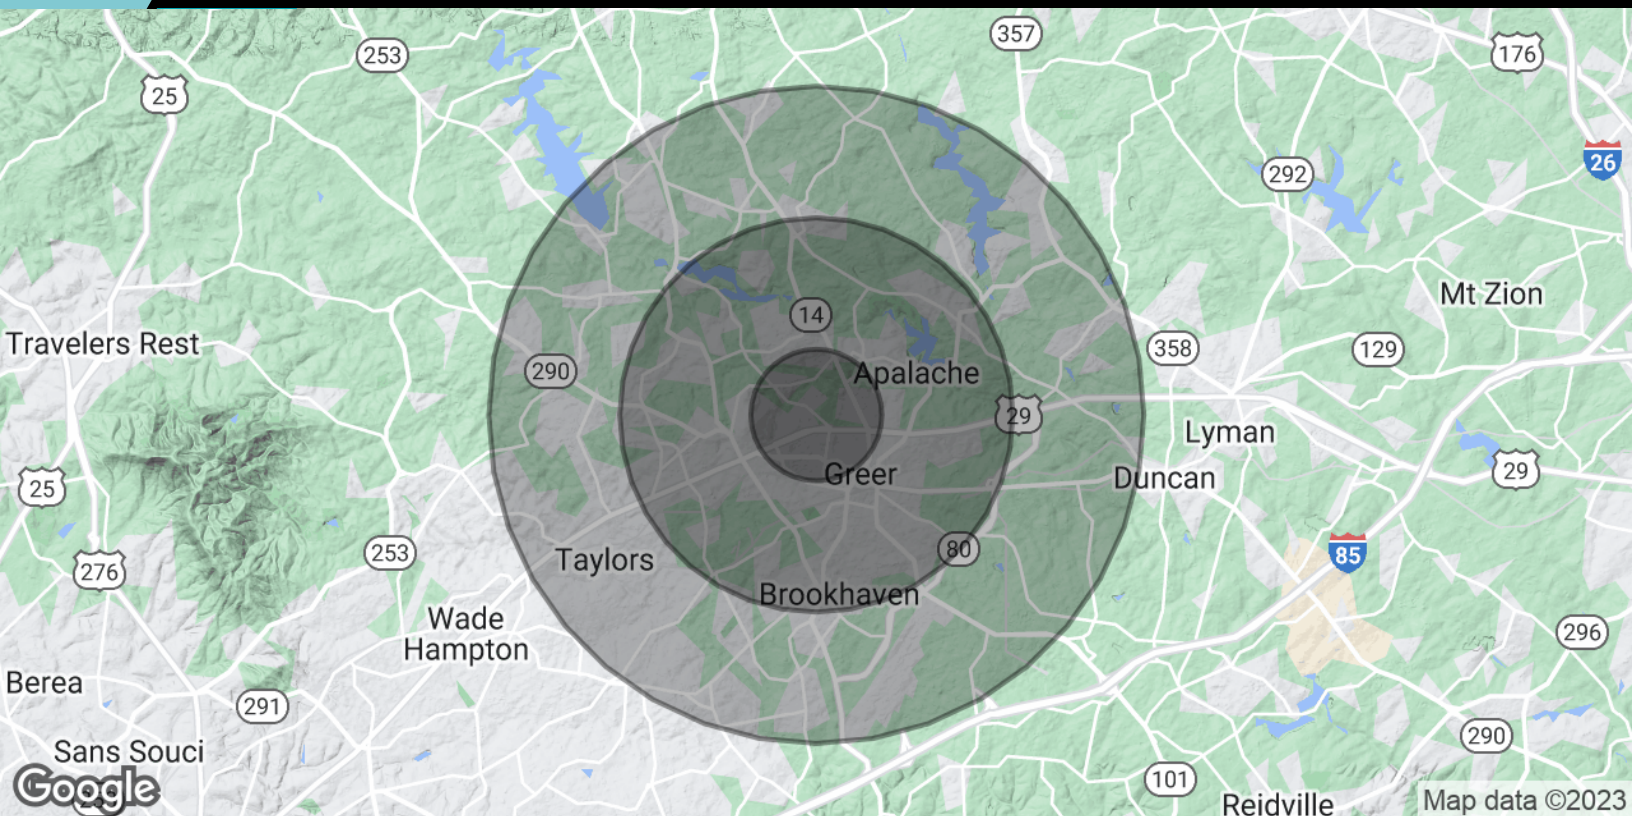 357
253
176
25
26
292
Mt Zion
14
Travelers Rest
358
129
290
Apalache
29
Lyman
Greer
29
Duncan
25
80
85
253
Taylors
276
Brookhaven
Wade
Hampton
296
Berea
291
290
Sans Souci
101
Google
253
Reidville
Map data ©2023